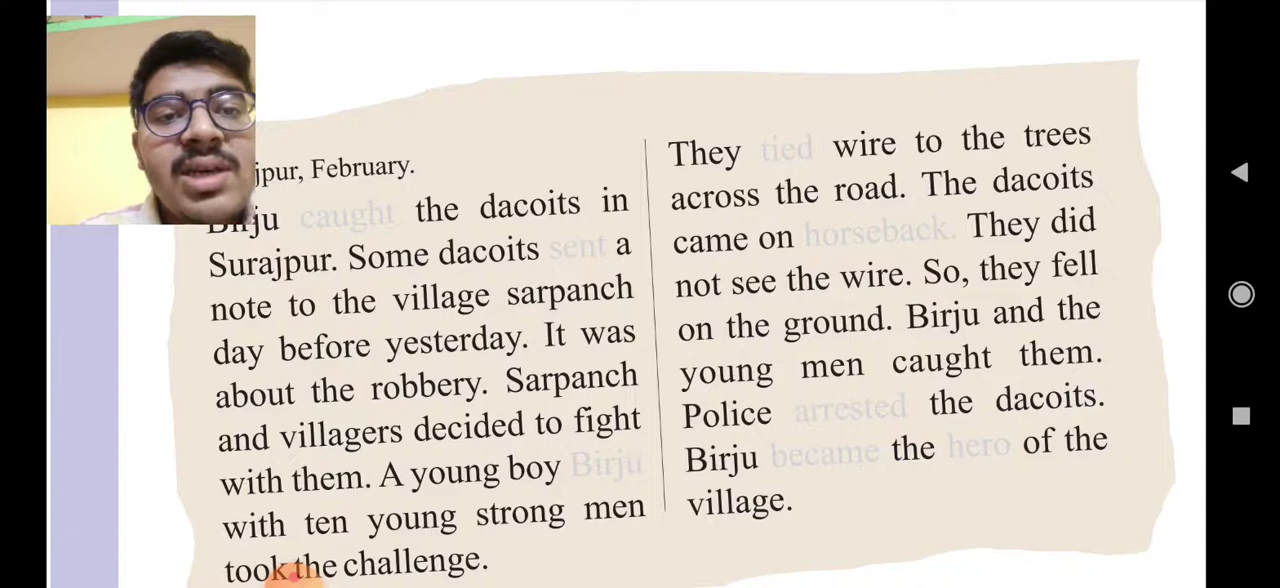 jpur, February.
Birju caught the dacoits in
Surajpur. Some dacoits sent a
note to the village sarpanch
day before yesterday. It was
about the robbery. Sarpanch
and villagers decided to fight
with them. A young boy Birju
with ten young strong men
took the challenge.
They tied wire to the trees
across the road. The dacoits
came on horseback. They did
not see the wire. So, they fell
on the ground. Birju and the
young men caught them.
Police arrested the dacoits.
Birju became the hero of the
village.